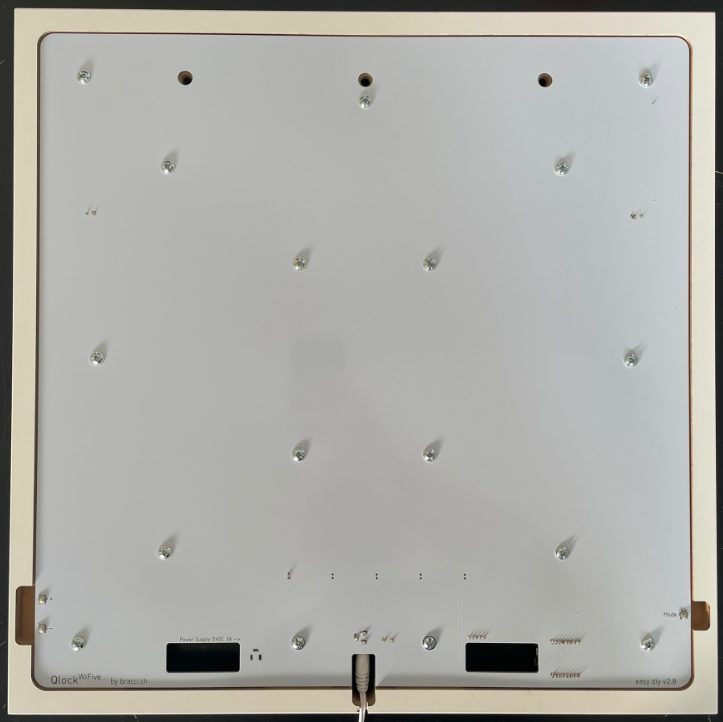 +
-
Mode
Power Supply 5VDC 3A →
QlockWiFive by bracci.ch
easy diy v2.0